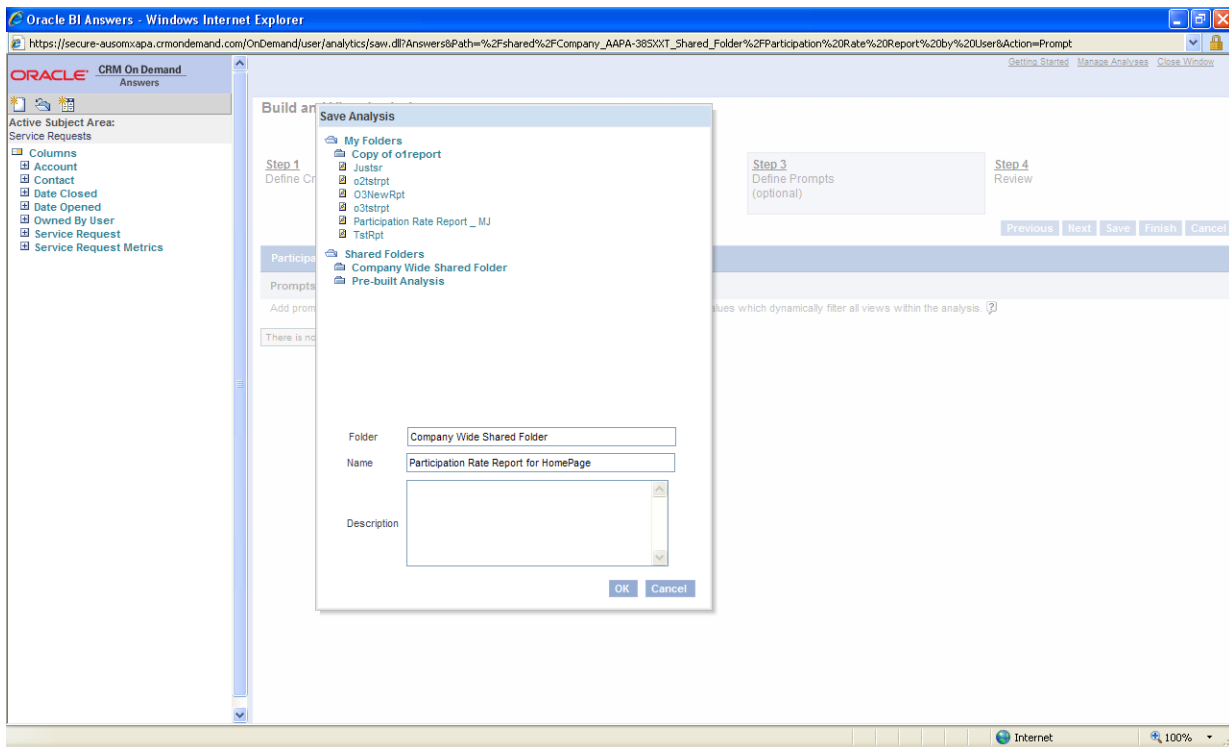 Oracle BI Answers - Windows Internet Explorer
https://secure-ausomxapa.crmondemand.com/OnDemand/user/analytics/saw.dll?Answers&Path=%2Fshared%2FCompany_AAPA-38SXXT_Shared_Folder%2FParticipation%20Rate%20Report%20by%20User&Action=Prompt
ORACLE CRM On Demand
Answers
Getting Started Manage Analyses Close Window
Active Subject Area:
Service Requests
Columns
Account
Contact
Date Closed
Date Opened
Owned By User
Service Request
Service Request Metrics
Build an
Step 1
Define Cr
Step 3
Define Prompts
(optional)
Step 4
Review
Previous Next Save Finish Cancel
Participa
Prompts
Add prom
alues which dynamically filter all views within the analysis.
There is no
Save Analysis
My Folders
Copy of o1report
Justsr
o2tstrpt
O3NewRpt
o3tstrpt
Participation Rate Report _ MJ
TstRpt
Shared Folders
Company Wide Shared Folder
Pre-built Analysis
Folder Company Wide Shared Folder
Name Participation Rate Report for HomePage
Description
OK Cancel
Internet 100%